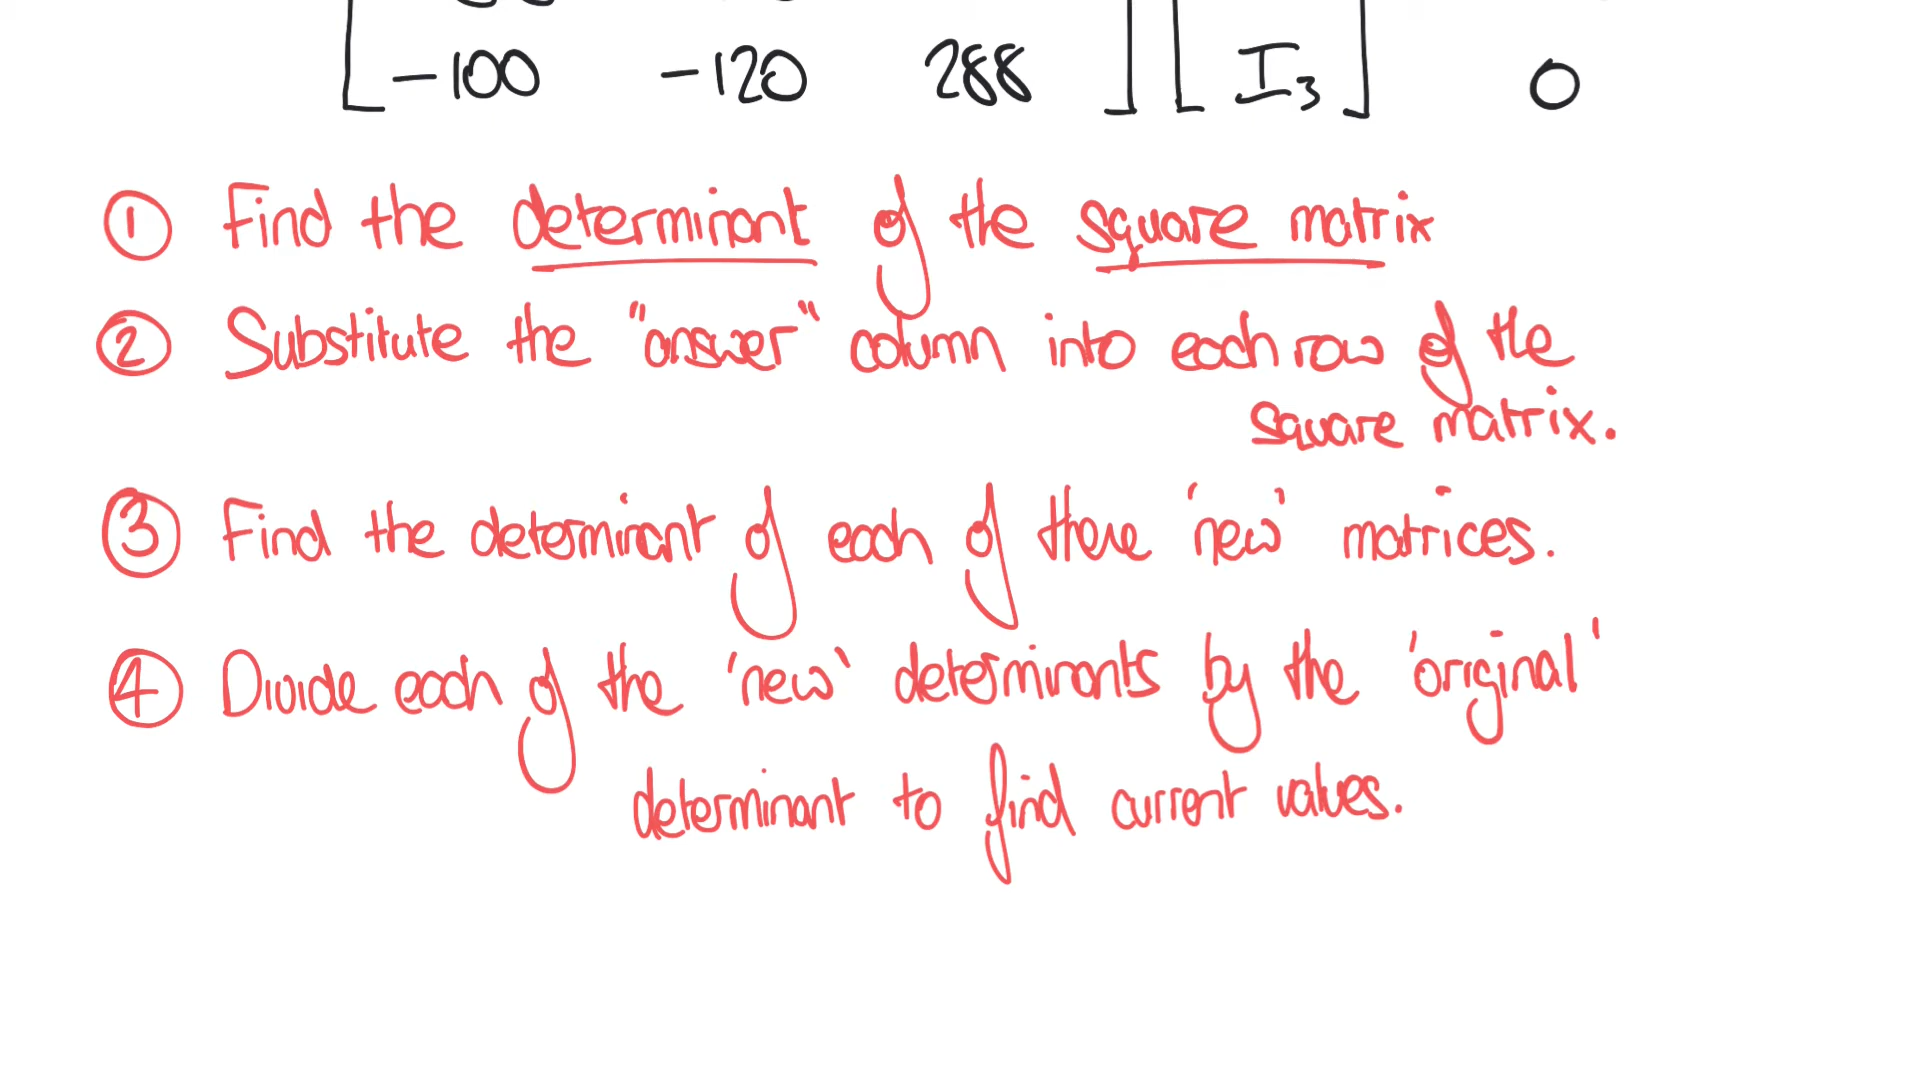 -100 -120 288 I3 0
① Find the determinant of the square matrix
② Substitute the "answer" column into each row of the
square matrix.
③ Find the determinant of each of there 'new' matrices.
④ Divide each of the 'new' determinants by the 'original'
determinant to find current values.